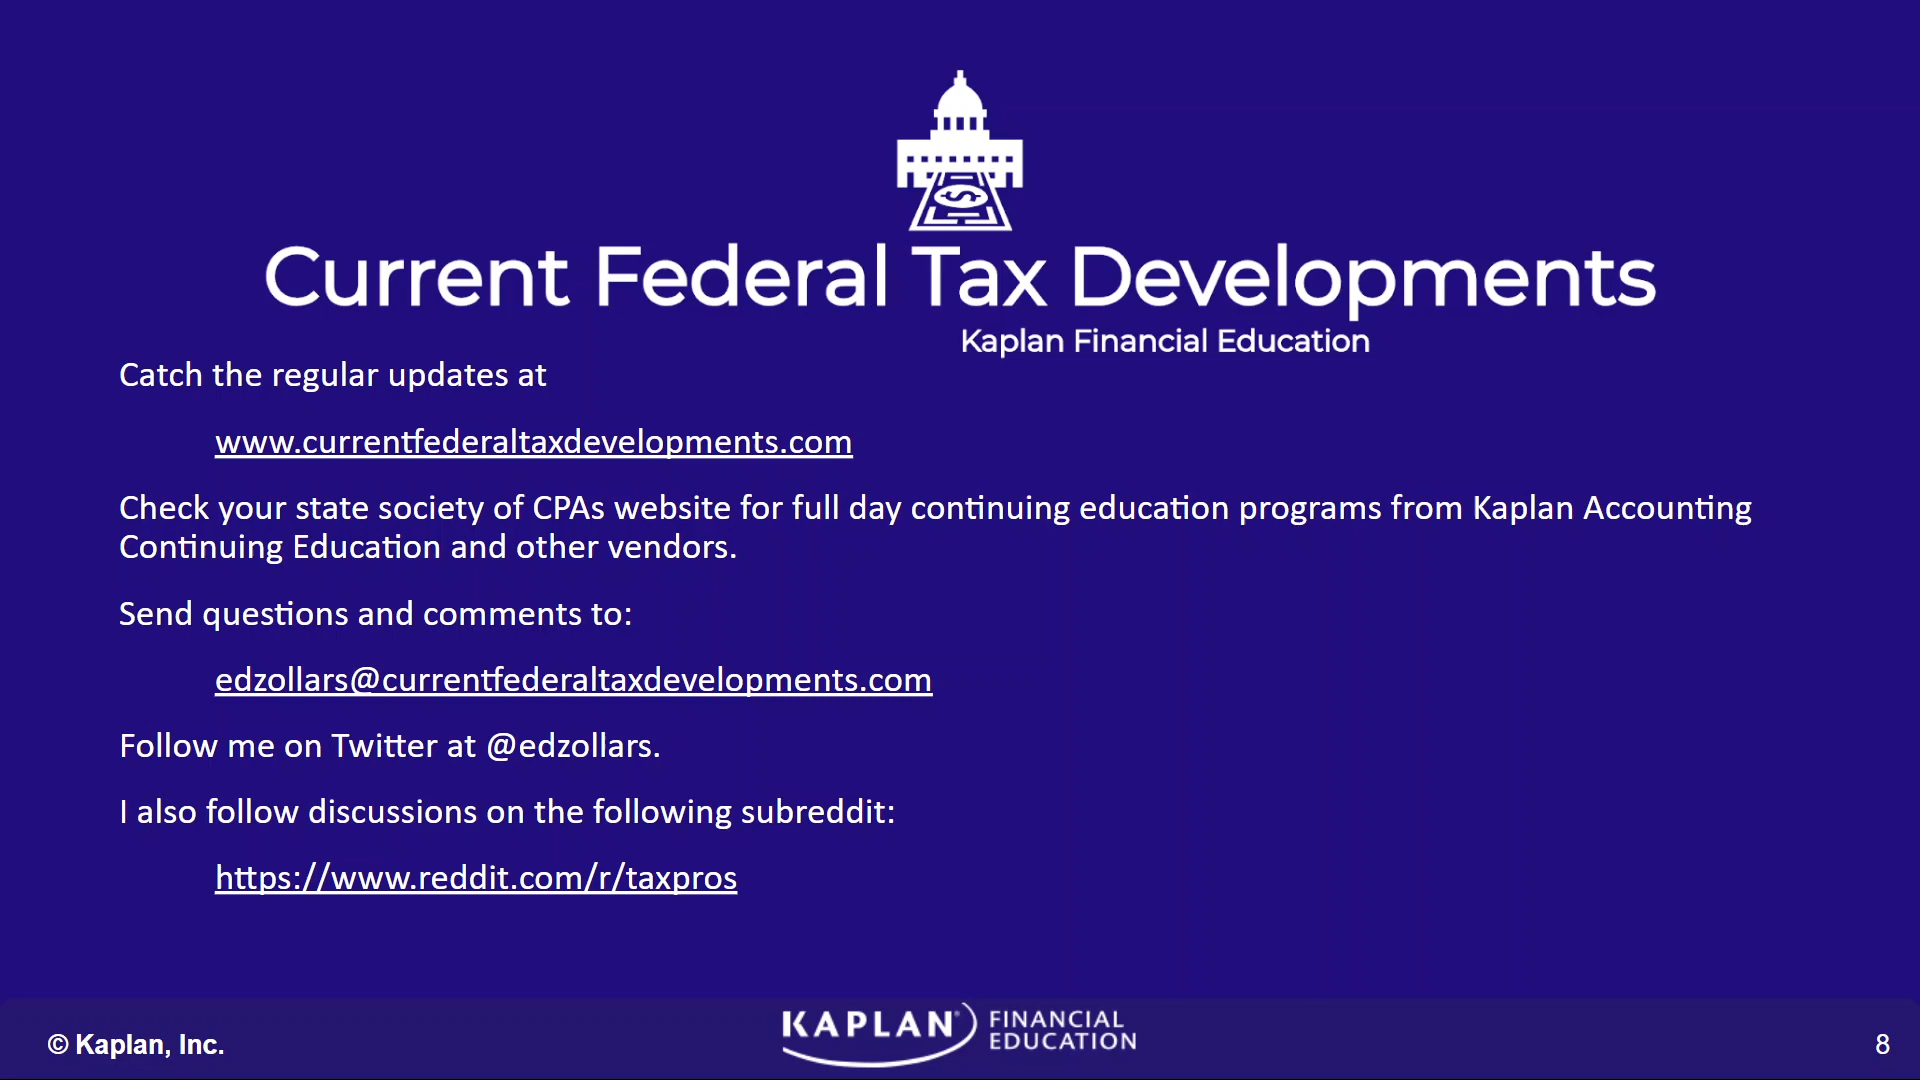 Current Federal Tax Developments
Kaplan Financial Education
Catch the regular updates at
www.currentfederaltaxdevelopments.com
Check your state society of CPAs website for full day continuing education programs from Kaplan Accounting
Continuing Education and other vendors.
Send questions and comments to:
edzollars@currentfederaltaxdevelopments.com
Follow me on Twitter at @edzollars.
I also follow discussions on the following subreddit:
https://www.reddit.com/r/taxpros
© Kaplan, Inc.
KAPLAN® FINANCIAL
EDUCATION
8